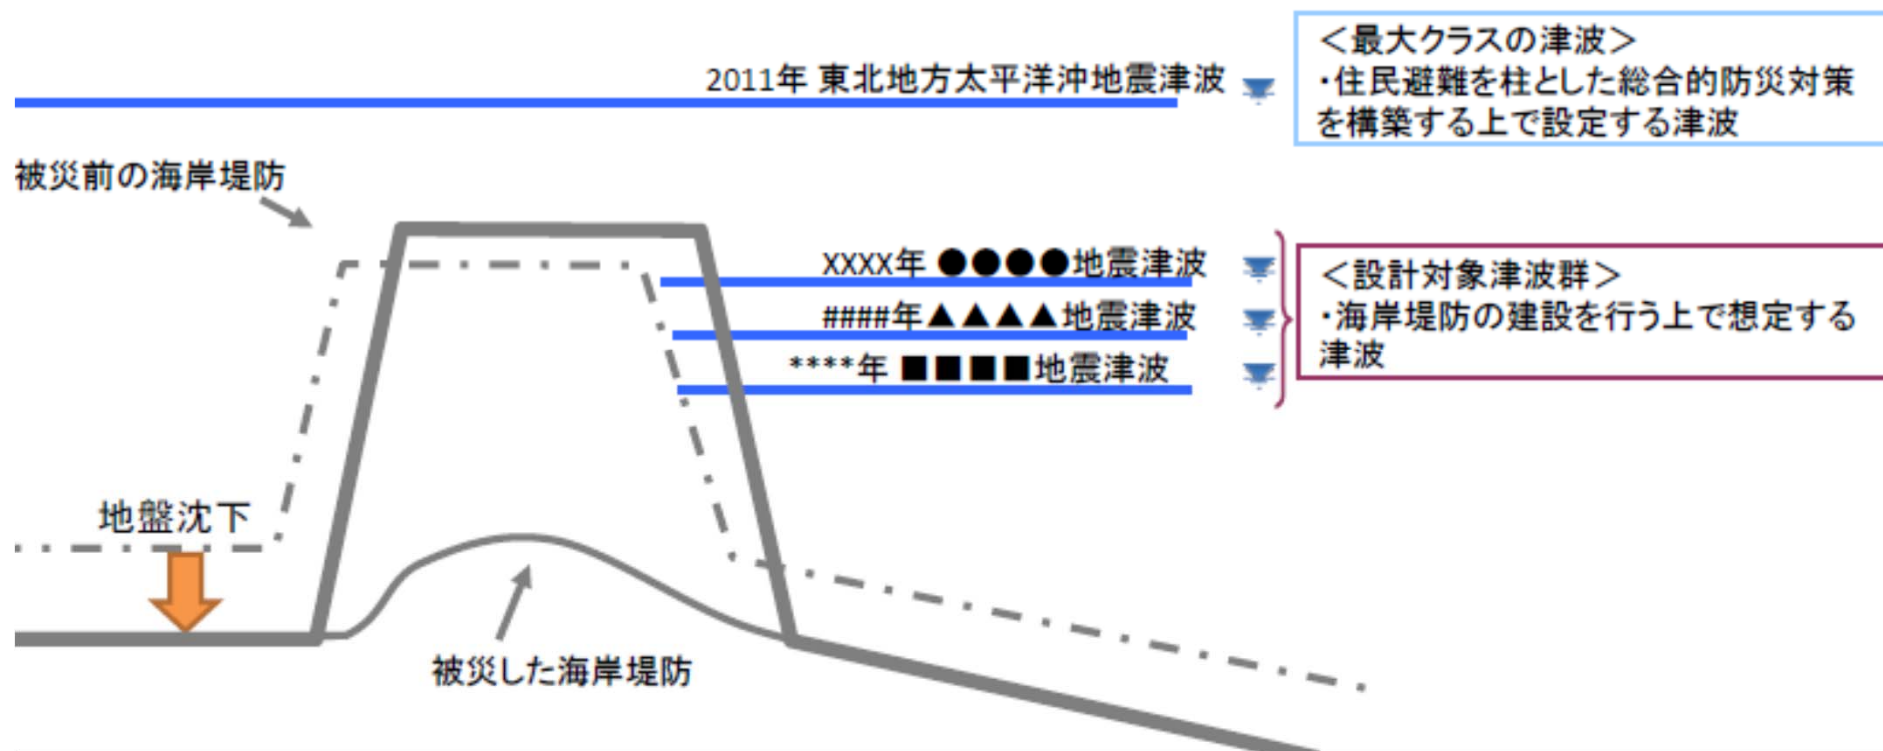 2011年 東北地方太平洋沖地震津波
＜最大クラスの津波＞
・住民避難を柱とした総合的防災対策
を構築する上で設定する津波
被災前の海岸堤防
XXXX年 ●●●●地震津波
####年▲▲▲▲地震津波
****年 ■■■■地震津波
＜設計対象津波群＞
・海岸堤防の建設を行う上で想定する
津波
地盤沈下
被災した海岸堤防